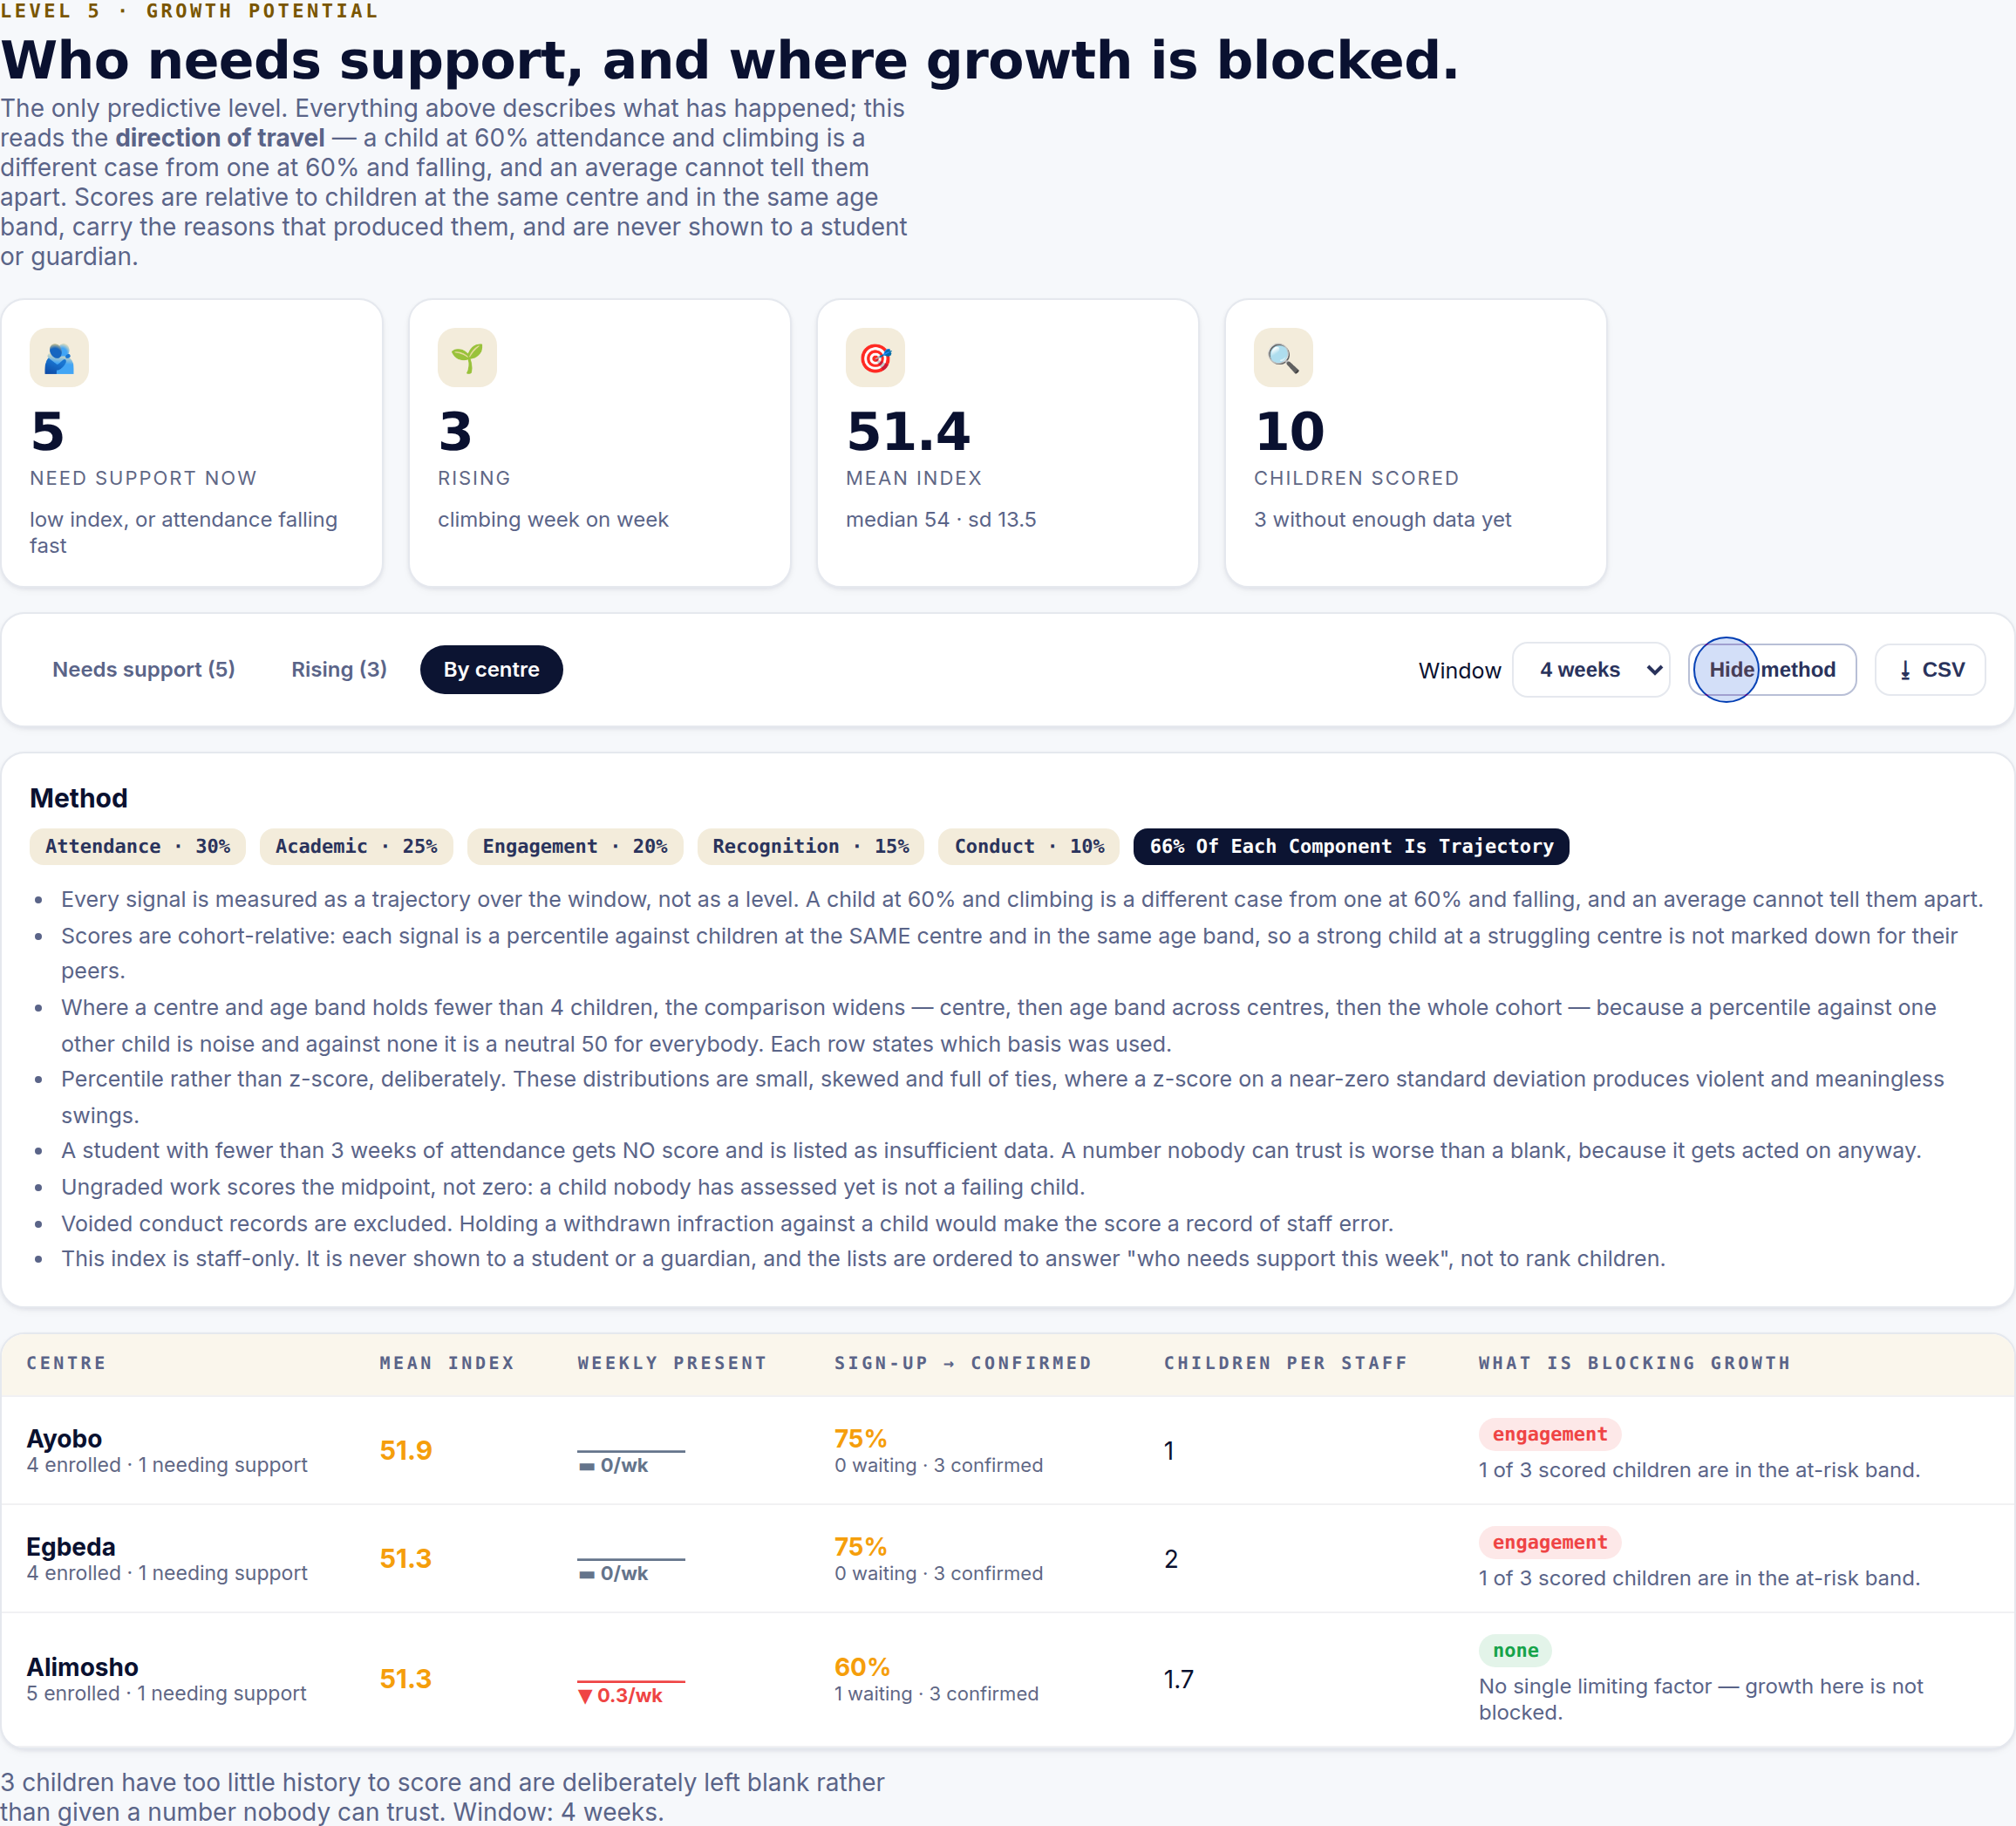 LEVEL 5 · GROWTH POTENTIAL
Who needs support, and where growth is blocked.
The only predictive level. Everything above describes what has happened; this
reads the direction of travel — a child at 60% attendance and climbing is a
different case from one at 60% and falling, and an average cannot tell them
apart. Scores are relative to children at the same centre and in the same age
band, carry the reasons that produced them, and are never shown to a student
or guardian.
5
NEED SUPPORT NOW
low index, or attendance falling
fast
3
RISING
climbing week on week
51.4
MEAN INDEX
median 54 · sd 13.5
10
CHILDREN SCORED
3 without enough data yet
Needs support (5) Rising (3) By centre Window 4 weeks Hide method ⭳ CSV
Method
Attendance · 30% Academic · 25% Engagement · 20% Recognition · 15% Conduct · 10% 66% Of Each Component Is Trajectory
• Every signal is measured as a trajectory over the window, not as a level. A child at 60% and climbing is a different case from one at 60% and falling, and an average cannot tell them apart.
• Scores are cohort-relative: each signal is a percentile against children at the SAME centre and in the same age band, so a strong child at a struggling centre is not marked down for their
peers.
• Where a centre and age band holds fewer than 4 children, the comparison widens — centre, then age band across centres, then the whole cohort — because a percentile against one
other child is noise and against none it is a neutral 50 for everybody. Each row states which basis was used.
• Percentile rather than z-score, deliberately. These distributions are small, skewed and full of ties, where a z-score on a near-zero standard deviation produces violent and meaningless
swings.
• A student with fewer than 3 weeks of attendance gets NO score and is listed as insufficient data. A number nobody can trust is worse than a blank, because it gets acted on anyway.
• Ungraded work scores the midpoint, not zero: a child nobody has assessed yet is not a failing child.
• Voided conduct records are excluded. Holding a withdrawn infraction against a child would make the score a record of staff error.
• This index is staff-only. It is never shown to a student or a guardian, and the lists are ordered to answer "who needs support this week", not to rank children.
CENTRE MEAN INDEX WEEKLY PRESENT SIGN-UP → CONFIRMED CHILDREN PER STAFF WHAT IS BLOCKING GROWTH
Ayobo
4 enrolled · 1 needing support
51.9
▬ 0/wk
75%
0 waiting · 3 confirmed
1
engagement
1 of 3 scored children are in the at-risk band.
Egbeda
4 enrolled · 1 needing support
51.3
▬ 0/wk
75%
0 waiting · 3 confirmed
2
engagement
1 of 3 scored children are in the at-risk band.
Alimosho
5 enrolled · 1 needing support
51.3
▼ 0.3/wk
60%
1 waiting · 3 confirmed
1.7
none
No single limiting factor — growth here is not
blocked.
3 children have too little history to score and are deliberately left blank rather
than given a number nobody can trust. Window: 4 weeks.